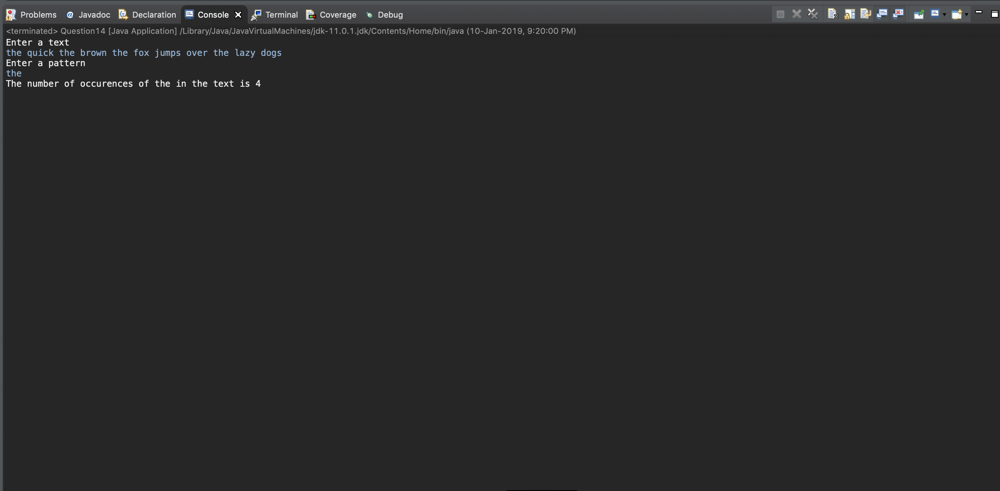 Problems Javadoc Declaration Console Terminal Coverage Debug
<terminated> Question14 [Java Application] /Library/Java/JavaVirtualMachines/jdk-11.0.1.jdk/Contents/Home/bin/java (10-Jan-2019, 9:20:00 PM)
Enter a text
the quick the brown the fox jumps over the lazy dogs
Enter a pattern
the
The number of occurences of the in the text is 4